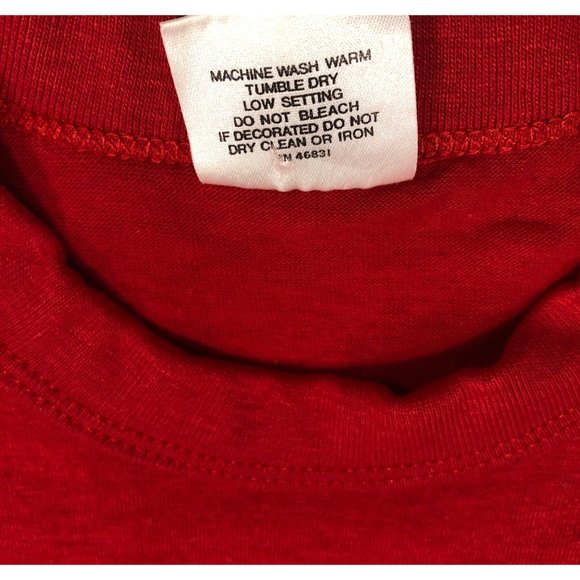 MACHINE WASH WARM
TUMBLE DRY
LOW SETTING
DO NOT BLEACH
IF DECORATED DO NOT
DRY CLEAN OR IRON
RN 46831